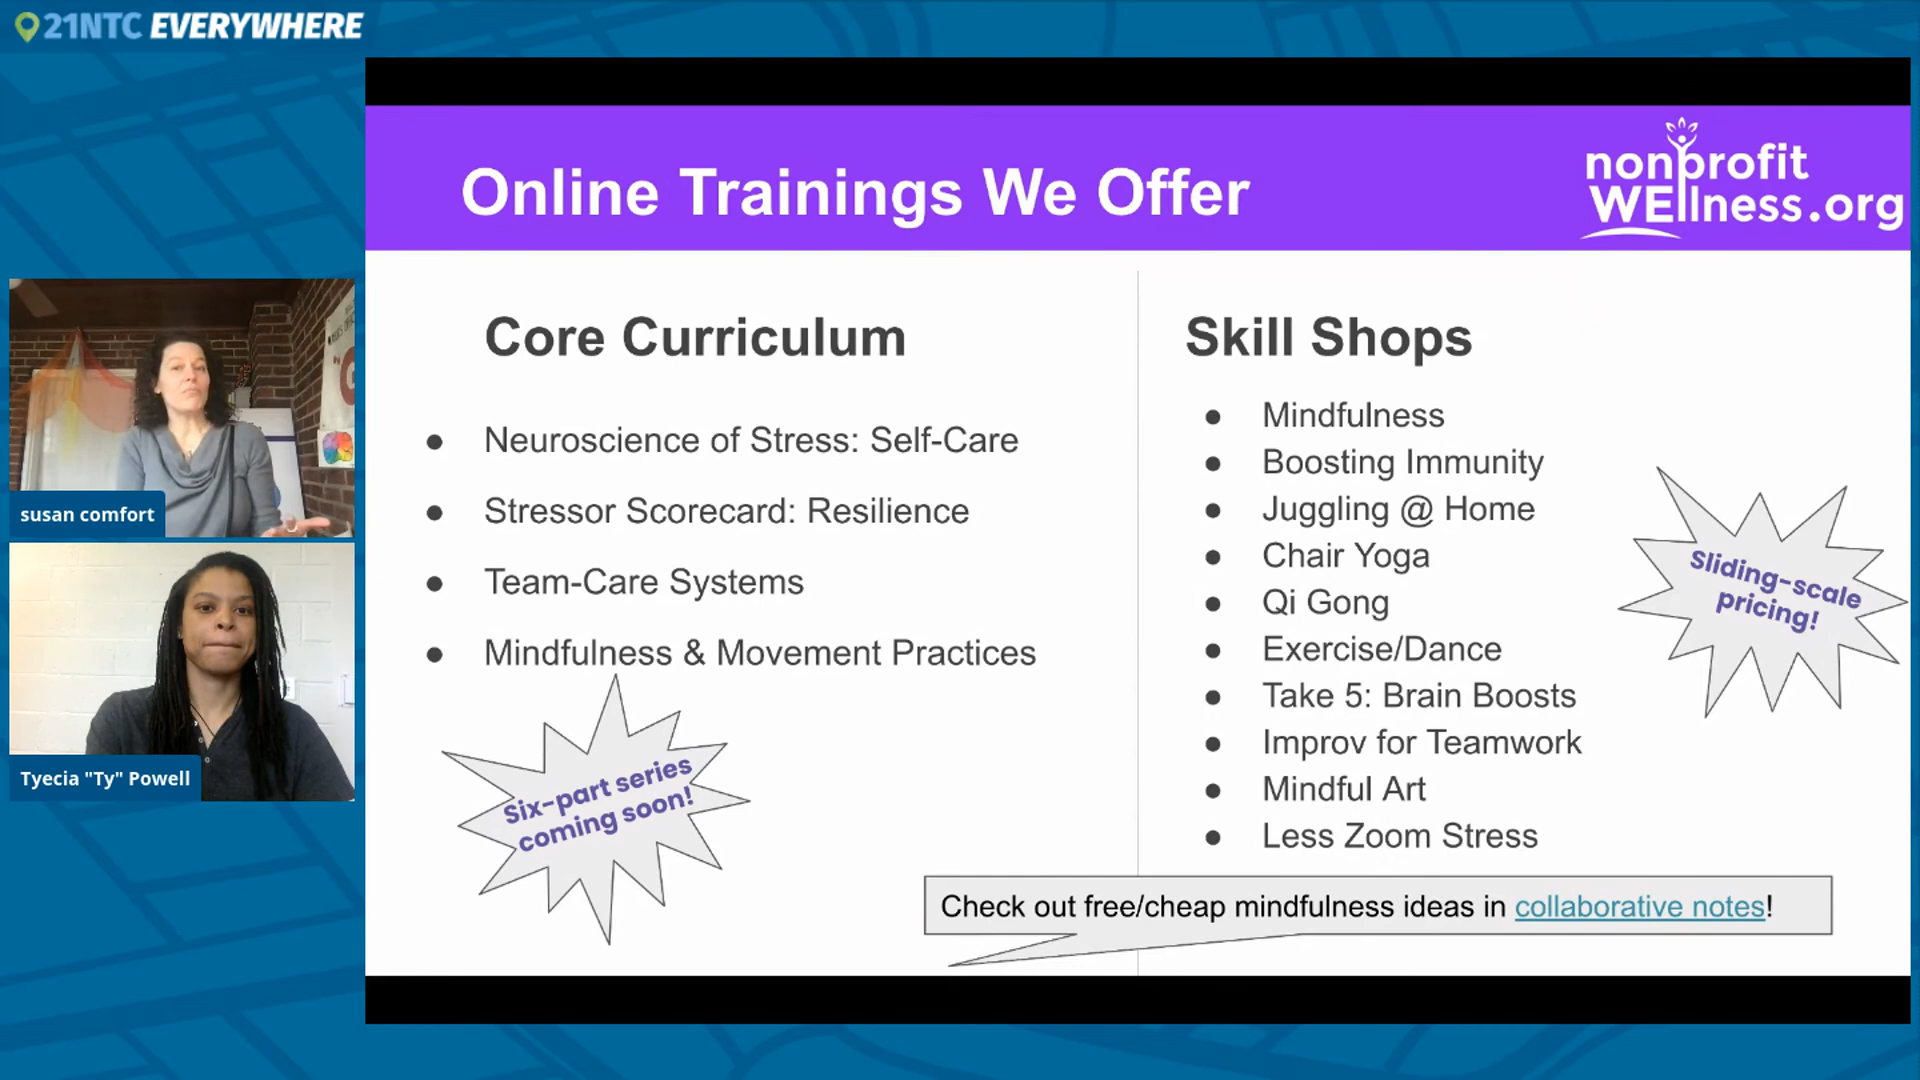 21NTC EVERYWHERE
Online Trainings We Offer
nonprofit
WEllness.org
Core Curriculum
Neuroscience of Stress: Self-Care
Stressor Scorecard: Resilience
Team-Care Systems
Mindfulness & Movement Practices
Six-part series
coming soon!
Skill Shops
Mindfulness
Boosting Immunity
Juggling @ Home
Chair Yoga
Qi Gong
Exercise/Dance
Take 5: Brain Boosts
Improv for Teamwork
Mindful Art
Less Zoom Stress
Sliding-scale
pricing!
Check out free/cheap mindfulness ideas in collaborative notes!
susan comfort
Tyecia "Ty" Powell